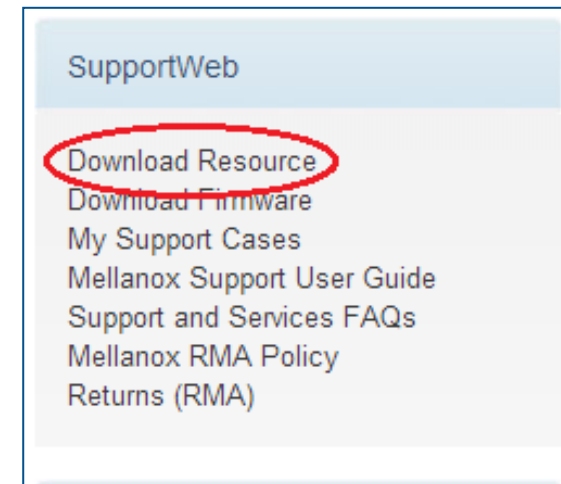 SupportWeb
Download Resource
Download Firmware
My Support Cases
Mellanox Support User Guide
Support and Services FAQs
Mellanox RMA Policy
Returns (RMA)